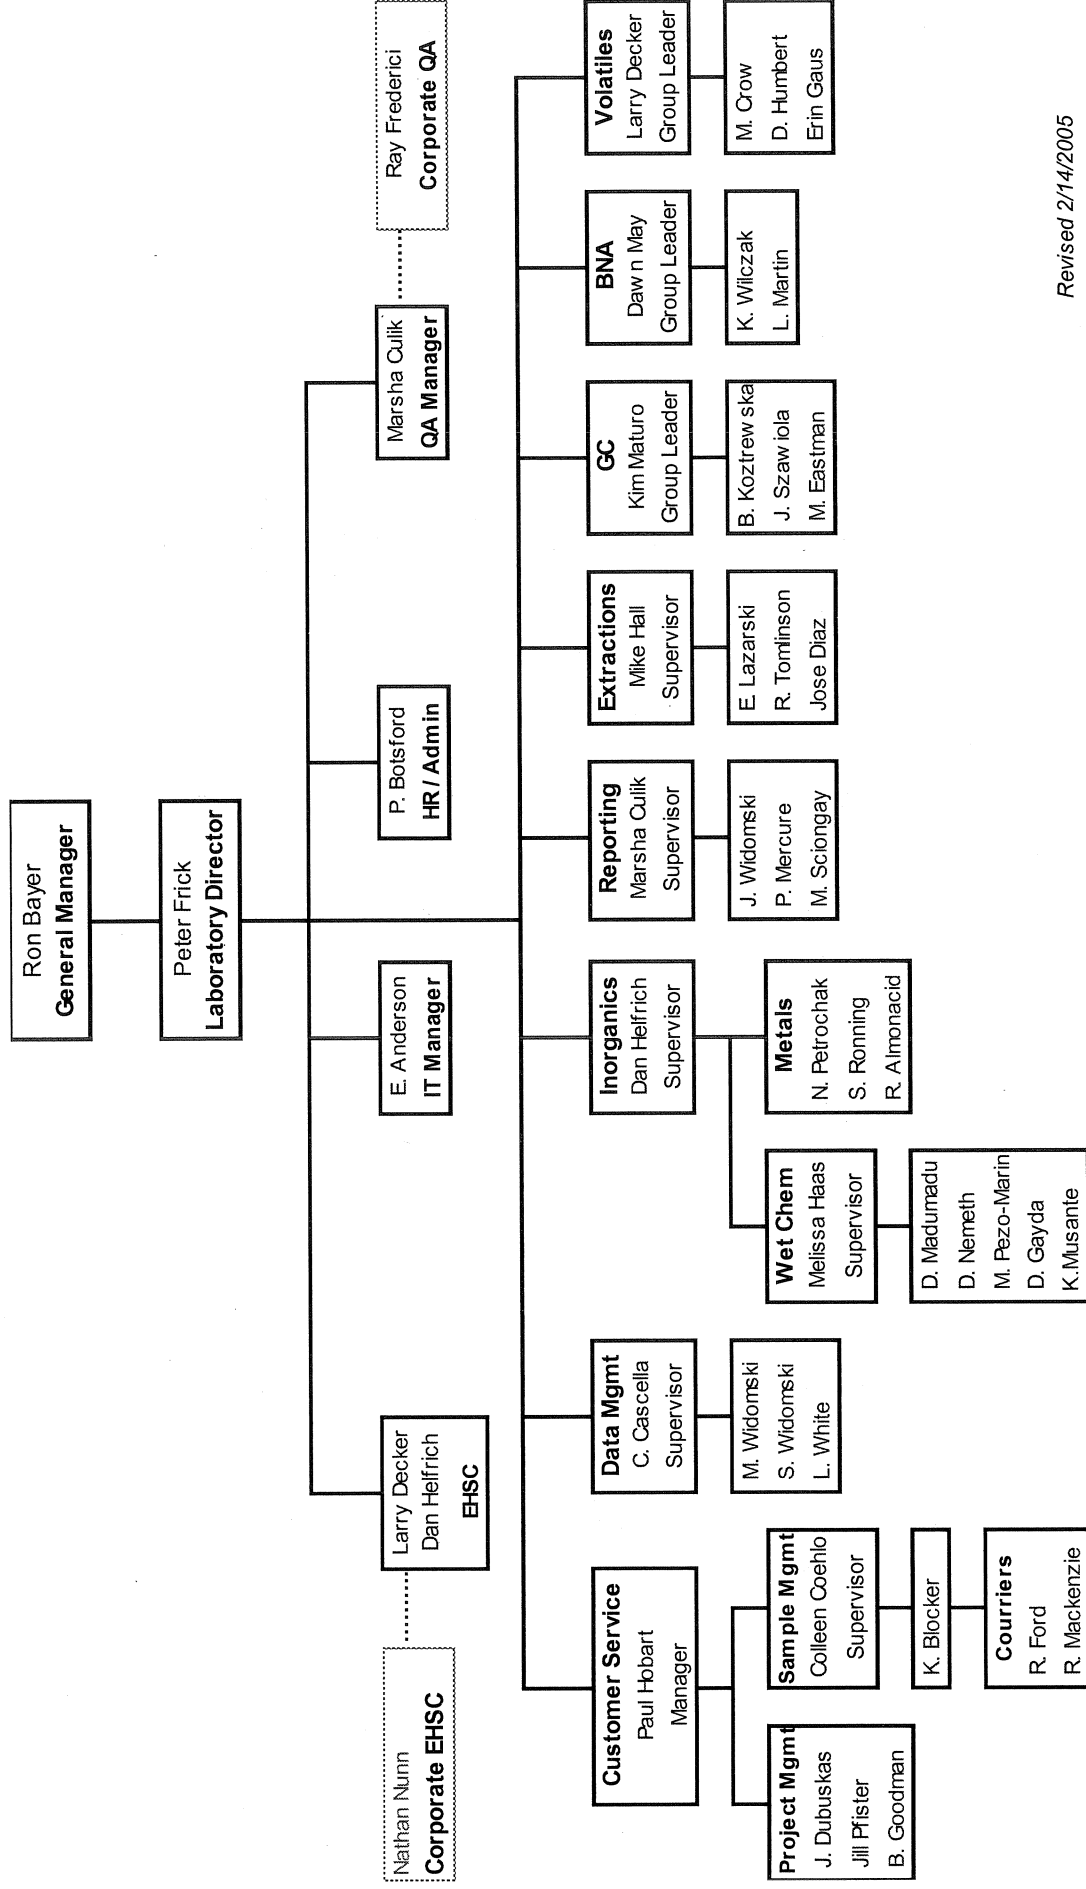 Ron Bayer
General Manager
Peter Frick
Laboratory Director
Nathan Nunn
Corporate EHSC
Larry Decker
Dan Helfrich
EHSC
E. Anderson
IT Manager
P. Botsford
HR / Admin
Marsha Culik
QA Manager
Ray Frederici
Corporate QA
Customer Service
Paul Hobart
Manager
Data Mgmt
C. Cascella
Supervisor
Inorganics
Dan Helfrich
Supervisor
Reporting
Marsha Culik
Supervisor
Extractions
Mike Hall
Supervisor
GC
Kim Maturo
Group Leader
BNA
Dawn May
Group Leader
Volatiles
Larry Decker
Group Leader
Project Mgmt
J. Dubuskas
Jill Pfister
B. Goodman
Sample Mgmt
Colleen Coehlo
Supervisor
K. Blocker
Courriers
R. Ford
R. Mackenzie
M. Widomski
S. Widomski
L. White
Wet Chem
Melissa Haas
Supervisor
D. Madumadu
D. Nemeth
M. Pezo-Marin
D. Gayda
K.Musante
Metals
N. Petrochak
S. Ronning
R. Almonacid
J. Widomski
P. Mercure
M. Sciongay
E. Lazarski
R. Tomlinson
Jose Diaz
B. Koztrewska
J. Szawiola
M. Eastman
K. Wilczak
L. Martin
M. Crow
D. Humbert
Erin Gaus
Revised 2/14/2005